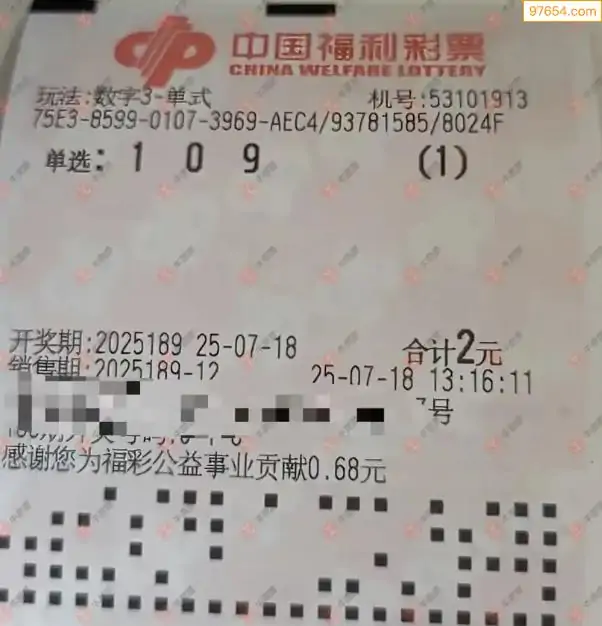 97654.com
中国福利彩票
CHINA WELFARE LOTTERY
玩法:数字3-单式 机号:53101913
75E3-8599-0107-3969-AEC4/93781585/8024F
单选: 1 0 9 (1)
开奖期:2025189 25-07-18 合计2元
销售期:2025189-12 25-07-18 13:16:11
号
感谢您为福彩公益事业贡献0.68元